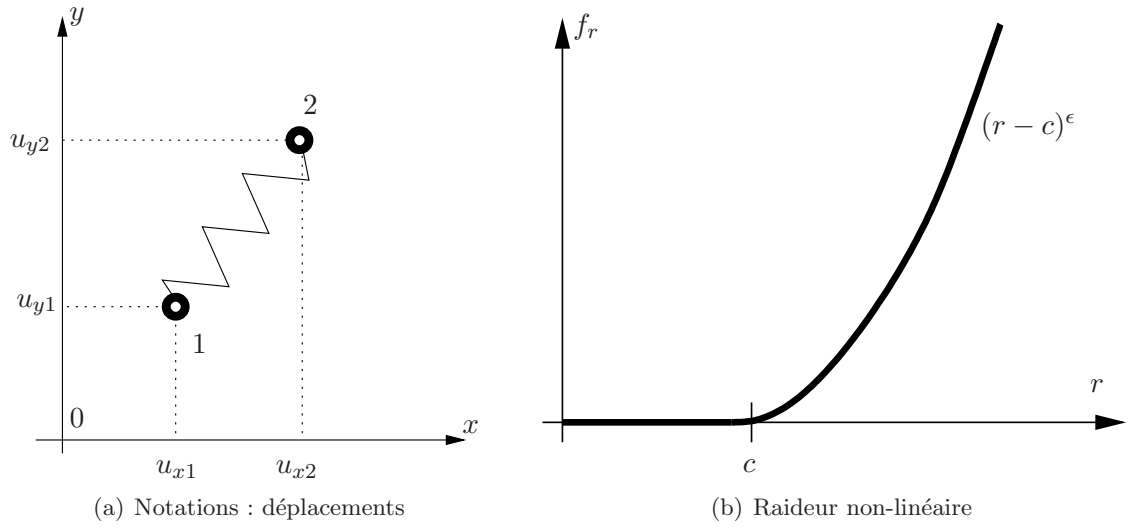 y
2
u_{y2}
u_{y1}
1
0
x
u_{x1}
u_{x2}
(a) Notations : déplacements
f_r
(r − c)^ϵ
r
c
(b) Raideur non-linéaire